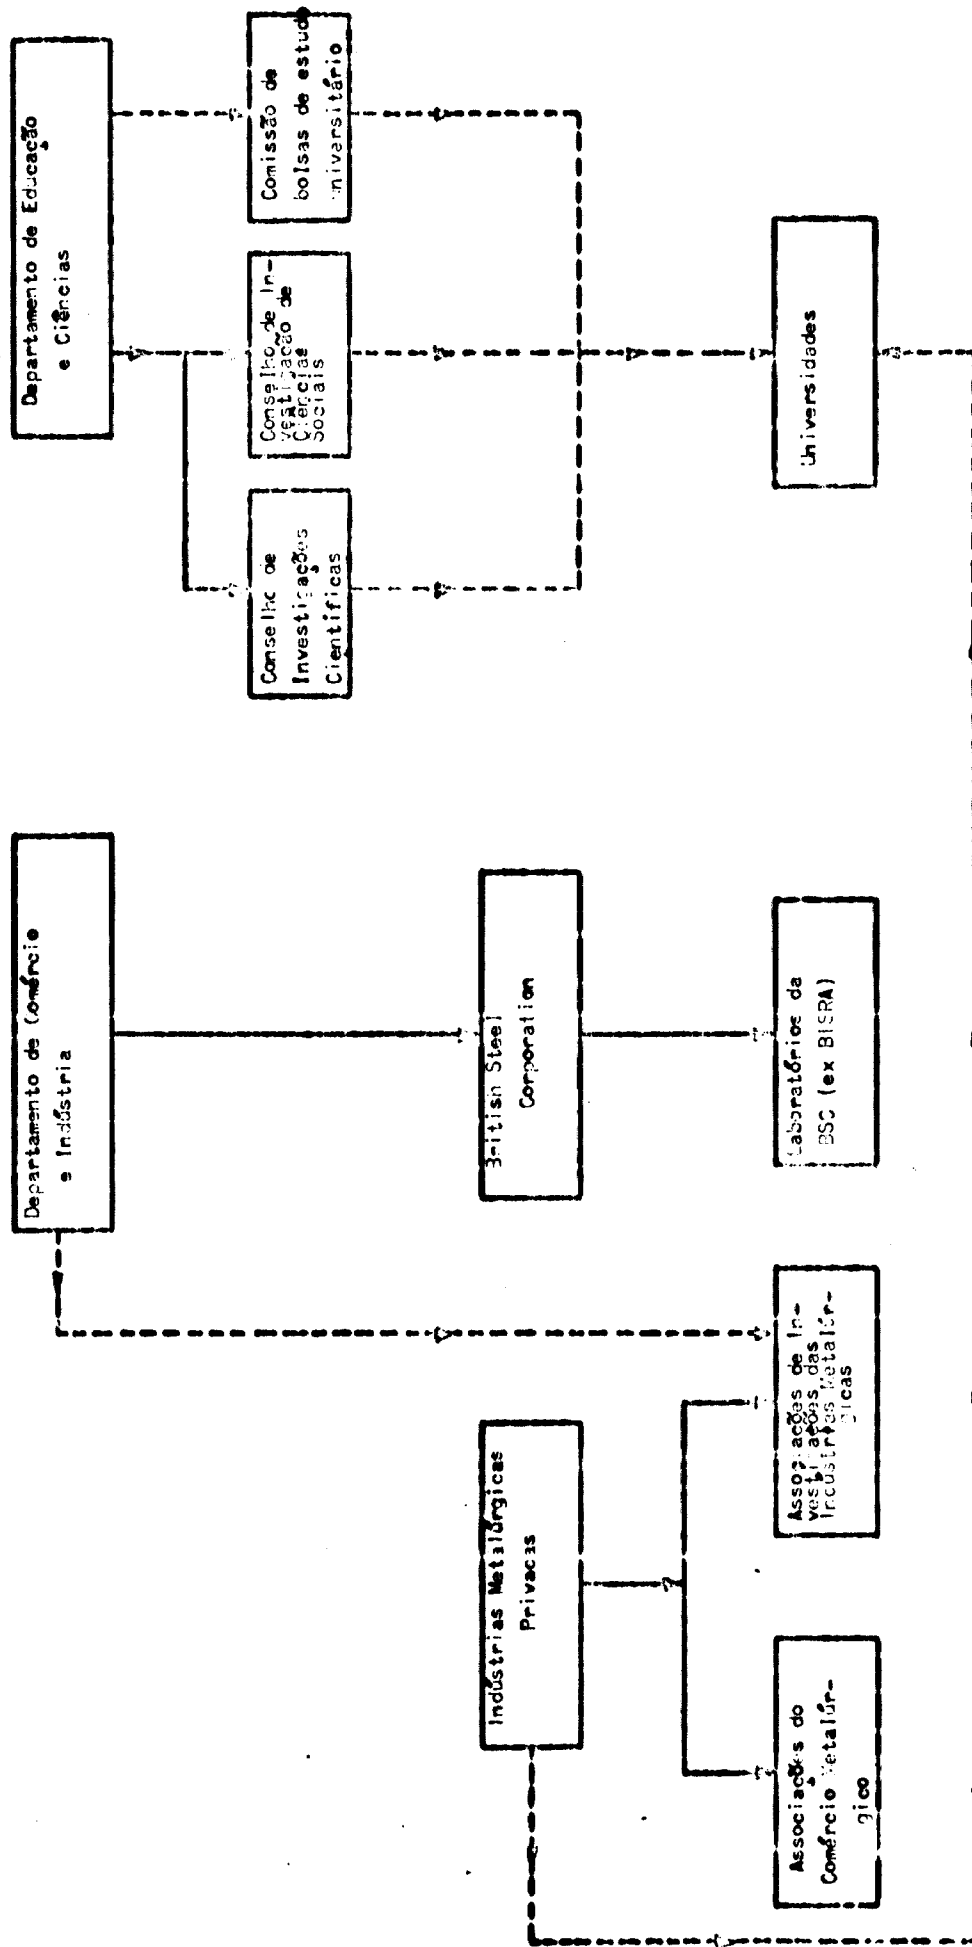 Departamento de Educação
e Ciências
Comissão de
bolsas de estudo
universitário
Conselho de In-
vestigação de
Ciências
Sociais
Conselho de
Investigações
Científicas
Universidades
Departamento de Comércio
e Indústria
British Steel
Corporation
Laboratórios da
BSC (ex BISRA)
Indústrias Metalúrgicas
Privadas
Associações de In-
vestigações das
Indústrias Metalúr-
gicas
Associações do
Comércio Metalúr-
gico